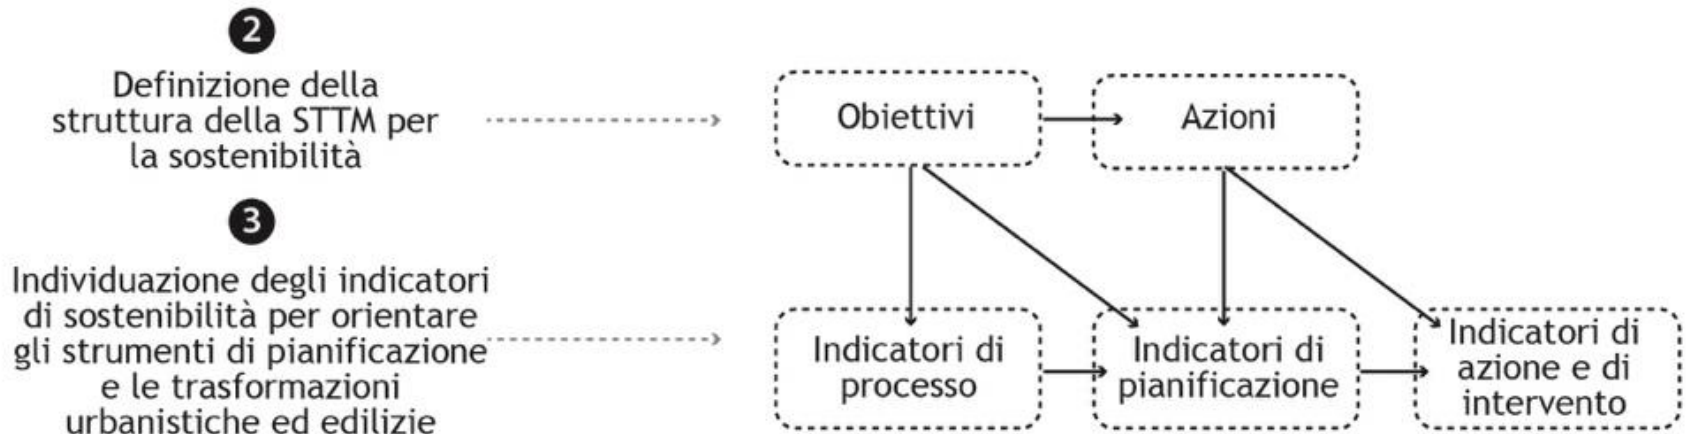 2
Definizione della
struttura della STTM per
la sostenibilità
Obiettivi
Azioni
3
Individuazione degli indicatori
di sostenibilità per orientare
gli strumenti di pianificazione
e le trasformazioni
urbanistiche ed edilizie
Indicatori di
processo
Indicatori di
pianificazione
Indicatori di
azione e di
intervento